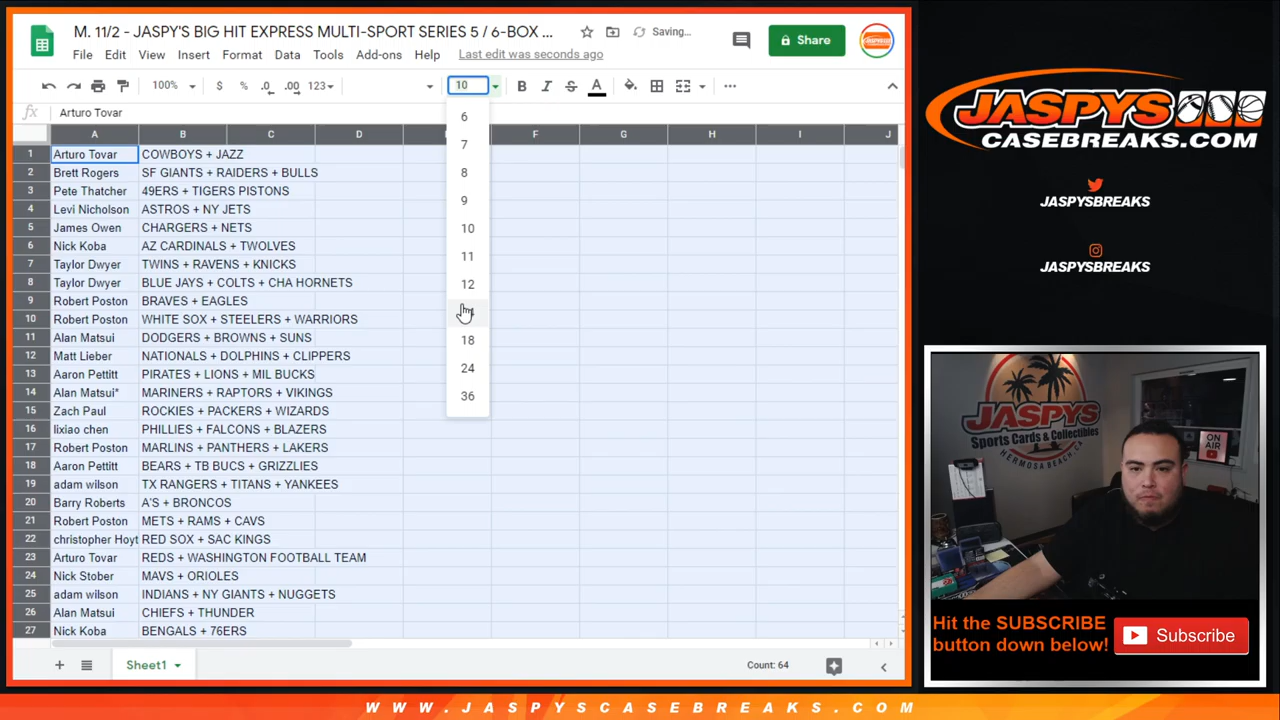 M. 11/2 - JASPY'S BIG HIT EXPRESS MULTI-SPORT SERIES 5 / 6-BOX ...
Saving...
Share
File Edit View Insert Format Data Tools Add-ons Help Last edit was seconds ago
100% $ % .0 .00 123 10 B I S A
fx Arturo Tovar
A B C D F G H I J
1 Arturo Tovar COWBOYS + JAZZ
2 Brett Rogers SF GIANTS + RAIDERS + BULLS
3 Pete Thatcher 49ERS + TIGERS PISTONS
4 Levi Nicholson ASTROS + NY JETS
5 James Owen CHARGERS + NETS
6 Nick Koba AZ CARDINALS + TWOLVES
7 Taylor Dwyer TWINS + RAVENS + KNICKS
8 Taylor Dwyer BLUE JAYS + COLTS + CHA HORNETS
9 Robert Poston BRAVES + EAGLES
10 Robert Poston WHITE SOX + STEELERS + WARRIORS
11 Alan Matsui DODGERS + BROWNS + SUNS
12 Matt Lieber NATIONALS + DOLPHINS + CLIPPERS
13 Aaron Pettitt PIRATES + LIONS + MIL BUCKS
14 Alan Matsui* MARINERS + RAPTORS + VIKINGS
15 Zach Paul ROCKIES + PACKERS + WIZARDS
16 lixiao chen PHILLIES + FALCONS + BLAZERS
17 Robert Poston MARLINS + PANTHERS + LAKERS
18 Aaron Pettitt BEARS + TB BUCS + GRIZZLIES
19 adam wilson TX RANGERS + TITANS + YANKEES
20 Barry Roberts A'S + BRONCOS
21 Robert Poston METS + RAMS + CAVS
22 christopher Hoyt RED SOX + SAC KINGS
23 Arturo Tovar REDS + WASHINGTON FOOTBALL TEAM
24 Nick Stober MAVS + ORIOLES
25 adam wilson INDIANS + NY GIANTS + NUGGETS
26 Alan Matsui CHIEFS + THUNDER
27 Nick Koba BENGALS + 76ERS
6
7
8
9
10
11
12
18
24
36
Sheet1
Count: 64
JASPYS
CASEBREAKS.COM
JASPYSBREAKS
JASPYSBREAKS
JASPYS
Sports Cards & Collectibles
HERMOSA BEACH, CA
ON AIR
Hit the SUBSCRIBE
button down below!
Subscribe
WWW.JASPYSCASEBREAKS.COM